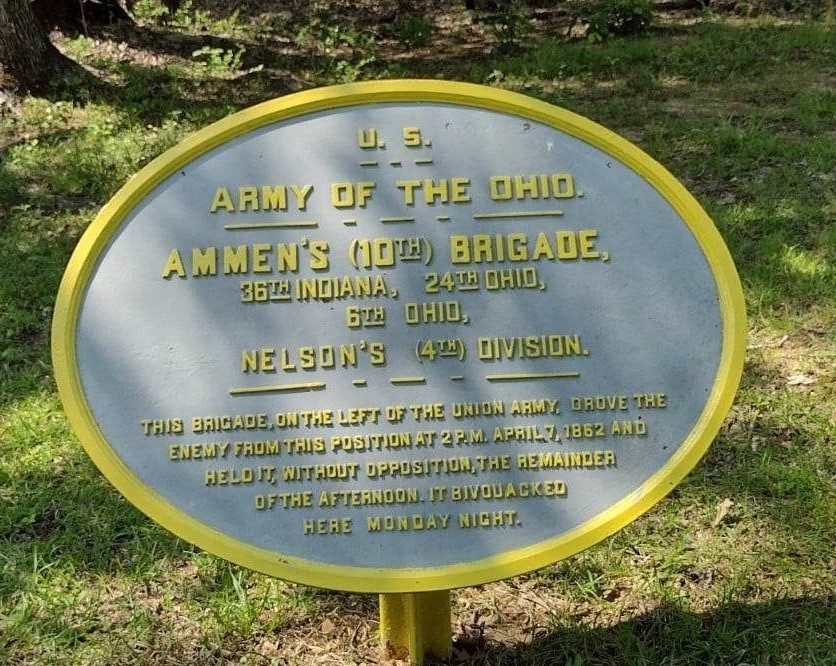 U. S.
ARMY OF THE OHIO.
AMMEN'S (10TH) BRIGADE,
36TH INDIANA, 24TH OHIO,
6TH OHIO,
NELSON'S (4TH) DIVISION.
THIS BRIGADE, ON THE LEFT OF THE UNION ARMY, DROVE THE
ENEMY FROM THIS POSITION AT 2 P.M. APRIL 7, 1862 AND
HELD IT, WITHOUT OPPOSITION, THE REMAINDER
OF THE AFTERNOON. IT BIVOUACKED
HERE MONDAY NIGHT.